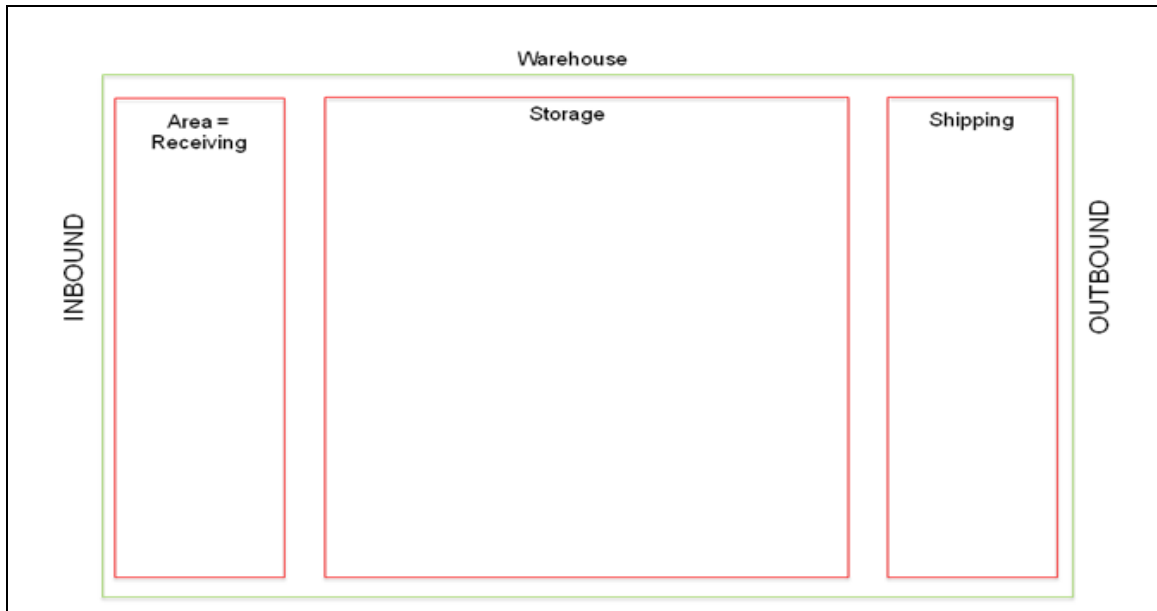 Warehouse
Area =
Receiving
Storage
Shipping
INBOUND
OUTBOUND